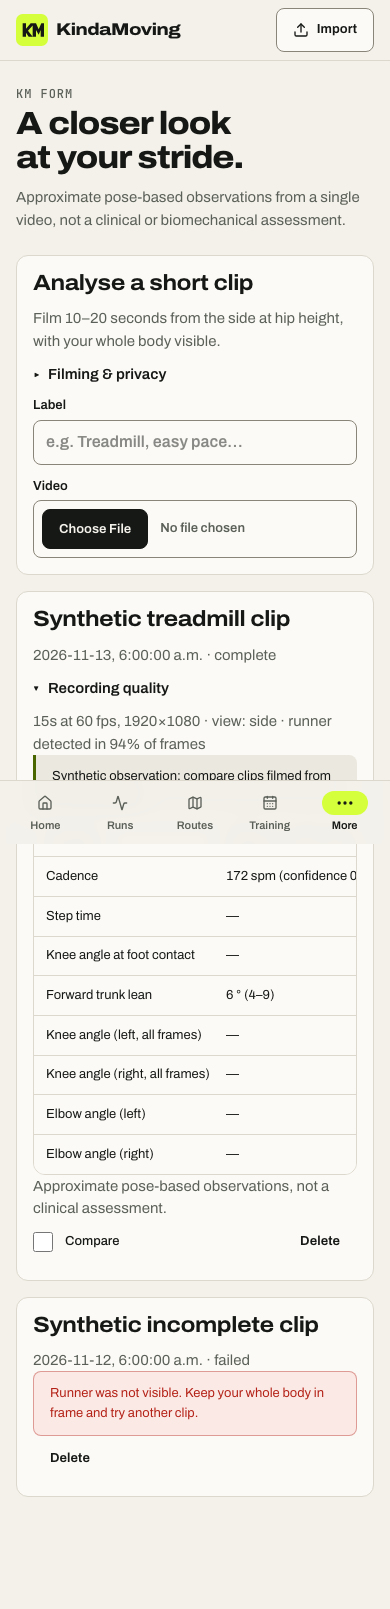 KM KindaMoving
Import
KM FORM
A closer look
at your stride.
Approximate pose-based observations from a single
video, not a clinical or biomechanical assessment.
Analyse a short clip
Film 10–20 seconds from the side at hip height,
with your whole body visible.
Filming & privacy
Label
e.g. Treadmill, easy pace…
Video
Choose File No file chosen
Synthetic treadmill clip
2026-11-13, 6:00:00 a.m. · complete
Recording quality
15s at 60 fps, 1920×1080 · view: side · runner
detected in 94% of frames
Synthetic observation: compare clips filmed from
Home Runs Routes Training More
Cadence 172 spm (confidence 0
Step time —
Knee angle at foot contact —
Forward trunk lean 6 ° (4–9)
Knee angle (left, all frames) —
Knee angle (right, all frames) —
Elbow angle (left) —
Elbow angle (right) —
Approximate pose-based observations, not a
clinical assessment.
Compare Delete
Synthetic incomplete clip
2026-11-12, 6:00:00 a.m. · failed
Runner was not visible. Keep your whole body in
frame and try another clip.
Delete